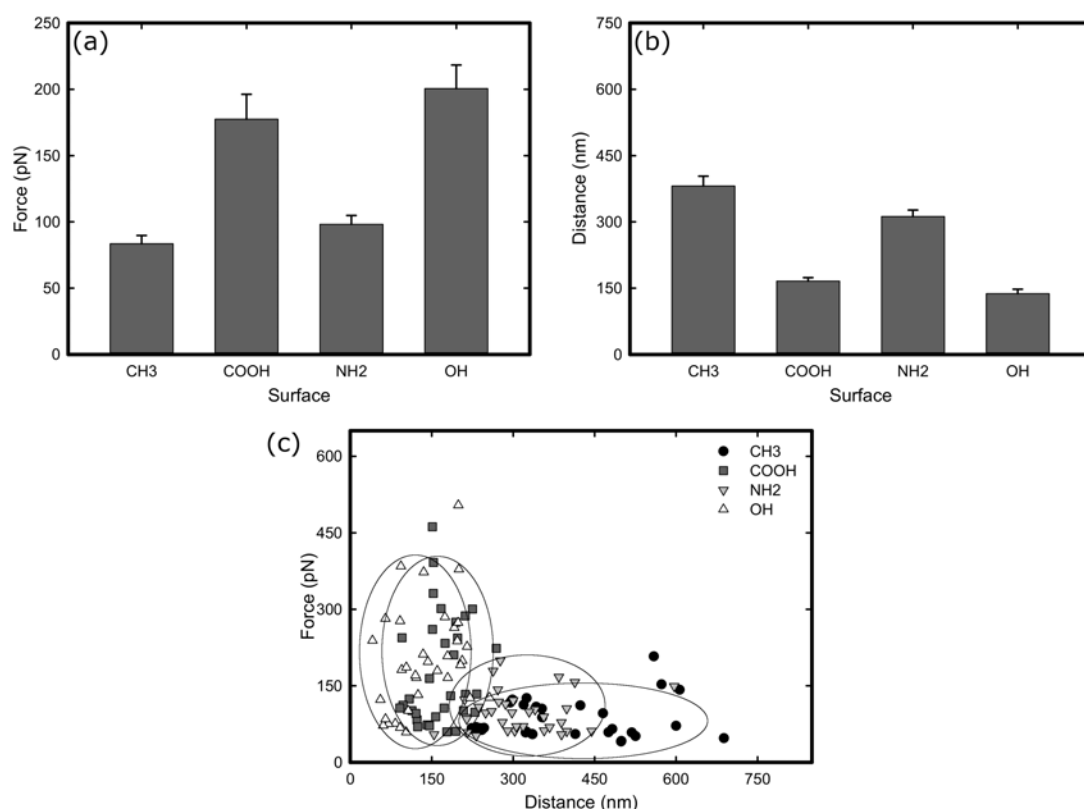 (a)
250
200
150
100
50
0
Force (pN)
CH3 COOH NH2 OH
Surface
(b)
750
600
450
300
150
0
Distance (nm)
CH3 COOH NH2 OH
Surface
(c)
600
450
300
150
0
Force (pN)
CH3
COOH
NH2
OH
0 150 300 450 600 750
Distance (nm)